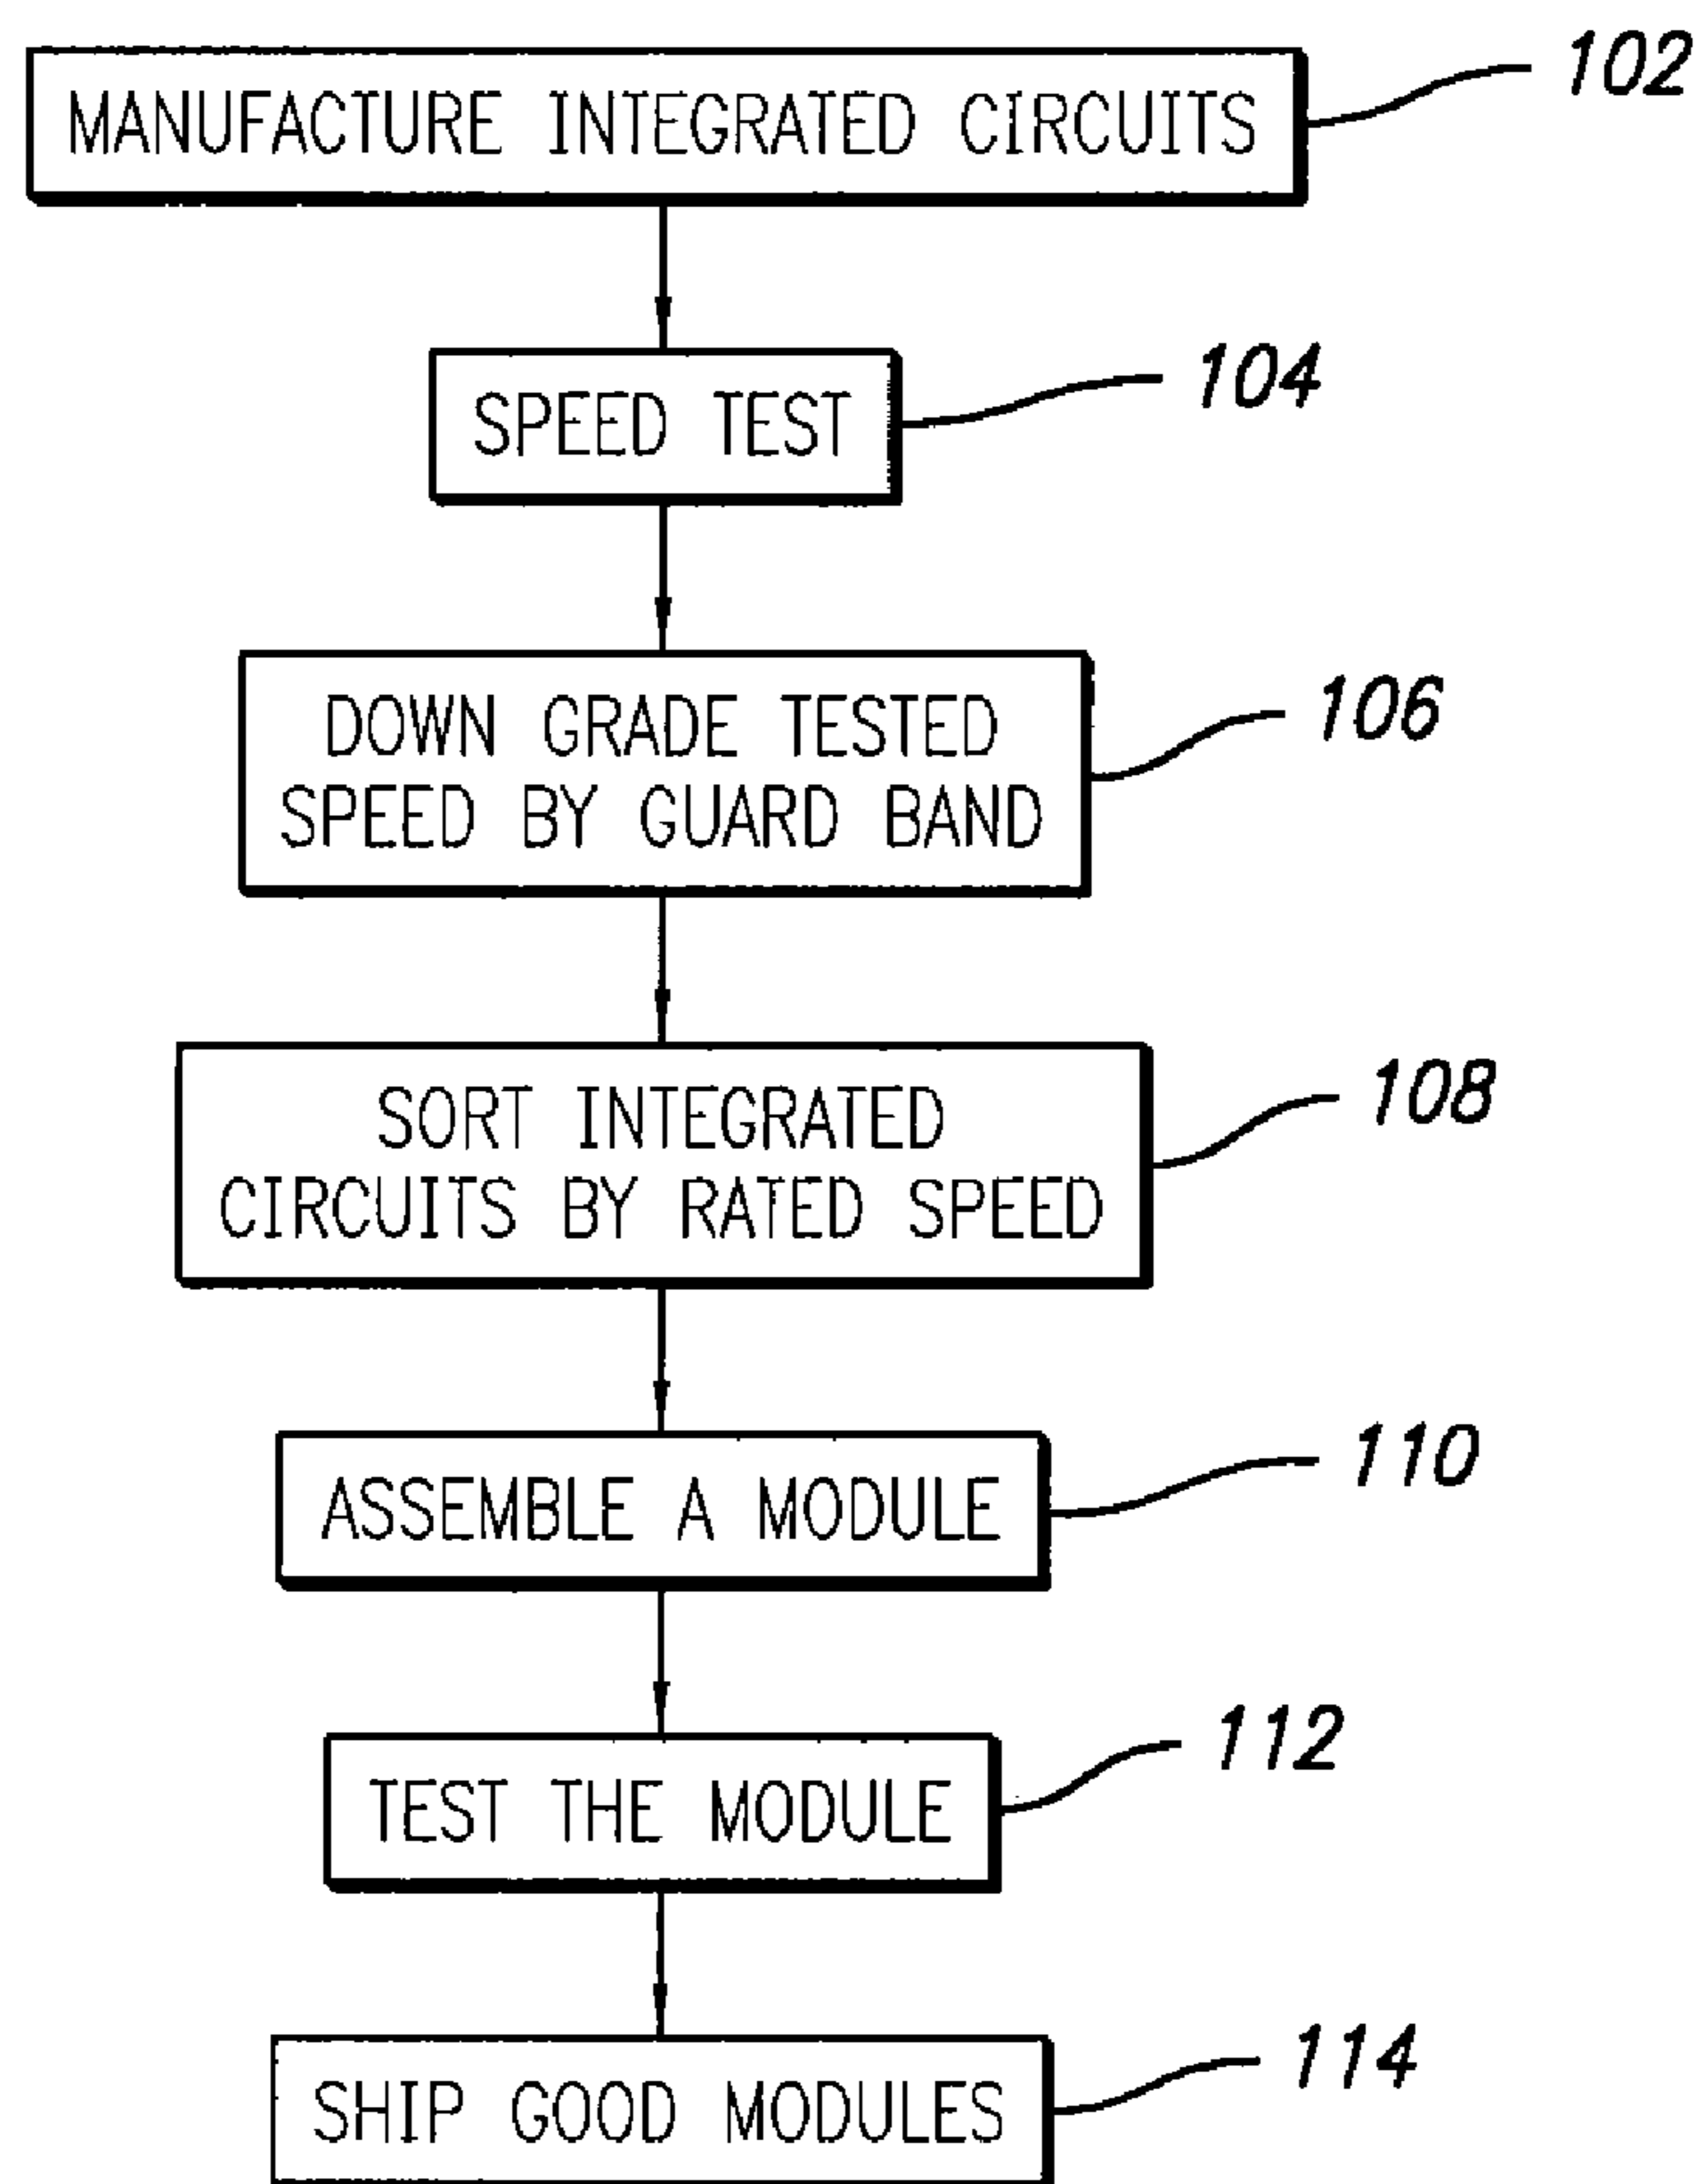 MANUFACTURE INTEGRATED CIRCUITS
102
SPEED TEST
104
DOWN GRADE TESTED
SPEED BY GUARD BAND
106
SORT INTEGRATED
CIRCUITS BY RATED SPEED
108
ASSEMBLE A MODULE
110
TEST THE MODULE
112
SHIP GOOD MODULES
114